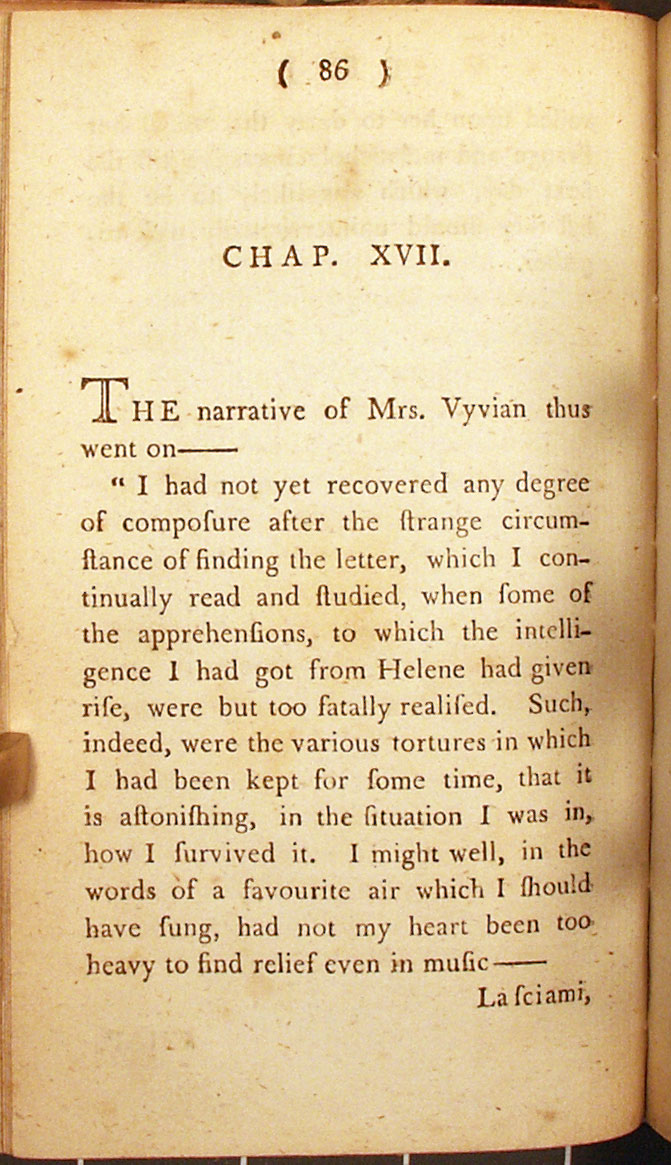 ( 86 )
CHAP. XVII.
THE narrative of Mrs. Vyvian thus
went on——
“ I had not yet recovered any degree
of compoſure after the ſtrange circum-
ſtance of finding the letter, which I con-
tinually read and ſtudied, when ſome of
the apprehenſions, to which the intelli-
gence I had got from Helene had given
riſe, were but too fatally realiſed. Such,
indeed, were the various tortures in which
I had been kept for ſome time, that it
is aſtoniſhing, in the ſituation I was in,
how I ſurvived it. I might well, in the
words of a favourite air which I ſhould
have ſung, had not my heart been too
heavy to find relief even in muſic——
La ſciami,